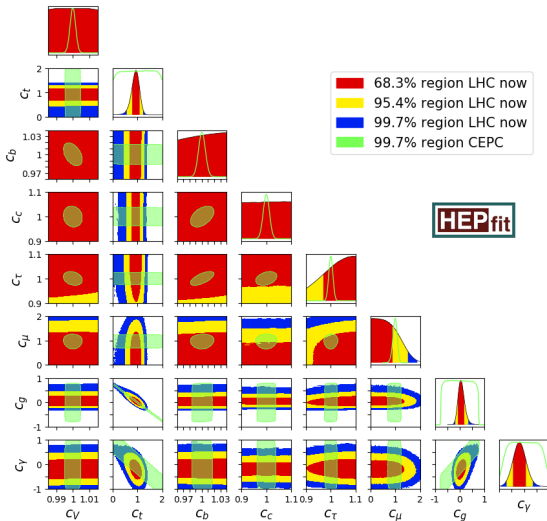 68.3% region LHC now
95.4% region LHC now
99.7% region LHC now
99.7% region CEPC
HEPfit
c_t
2
1
0
c_b
1.03
1
0.97
c_c
1.1
1
0.9
c_τ
1.1
1
0.9
c_μ
2
1
0
c_g
1
0
-1
c_γ
1
0
-1
0.99 1 1.01
0 1 2
0.97 1 1.03
0.9 1 1.1
0.9 1 1.1
0 1 2
-1 0 1
c_V
c_t
c_b
c_c
c_τ
c_μ
c_g
c_γ